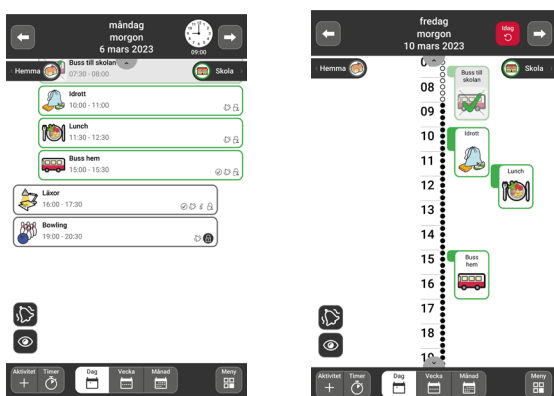 måndag
morgon
6 mars 2023
09:00
Hemma
Skola
Buss till skolan
07:30 - 08:00
Idrott
10:00 - 11:00
Lunch
11:30 - 12:30
Buss hem
15:00 - 15:30
Läxor
16:00 - 17:30
Bowling
19:00 - 20:30
Aktivitet
Timer
Dag
Vecka
Månad
Meny
fredag
morgon
10 mars 2023
Idag
Hemma
Skola
Buss till
skolan
08
09
10
Idrott
11
Lunch
12
13
14
15
Buss
hem
16
17
18
19
Aktivitet
Timer
Dag
Vecka
Månad
Meny